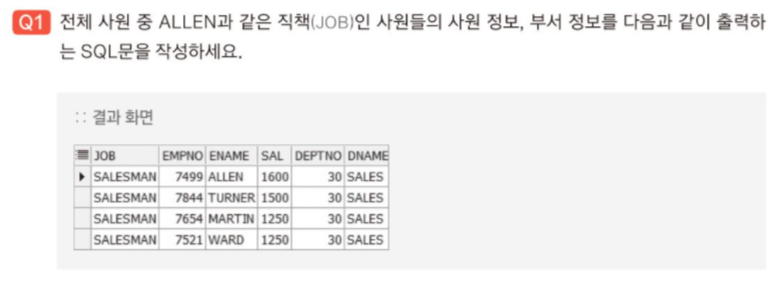 Q1 전체 사원 중 ALLEN과 같은 직책(JOB)인 사원들의 사원 정보, 부서 정보를 다음과 같이 출력하
는 SQL문을 작성하세요.
:: 결과 화면
JOB EMPNO ENAME SAL DEPTNO DNAME
SALESMAN 7499 ALLEN 1600 30 SALES
SALESMAN 7844 TURNER 1500 30 SALES
SALESMAN 7654 MARTIN 1250 30 SALES
SALESMAN 7521 WARD 1250 30 SALES